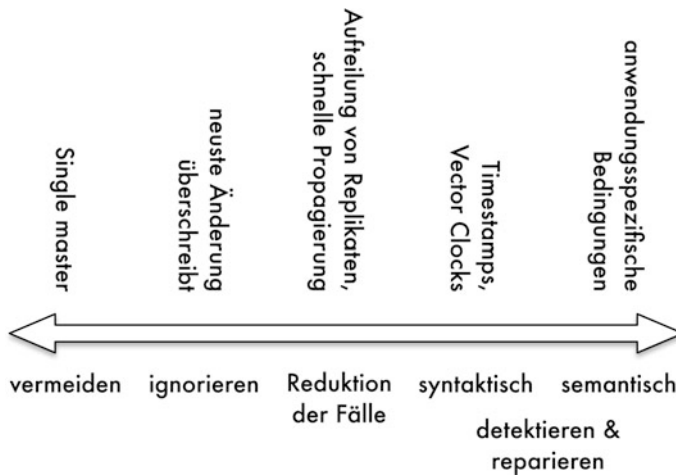 Single master
neuste Änderung
überschreibt
Aufteilung von Replikaten,
schnelle Propagierung
Timestamps,
Vector Clocks
anwendungsspezifische
Bedingungen
vermeiden
ignorieren
Reduktion
der Fälle
syntaktisch
semantisch
detektieren &
reparieren